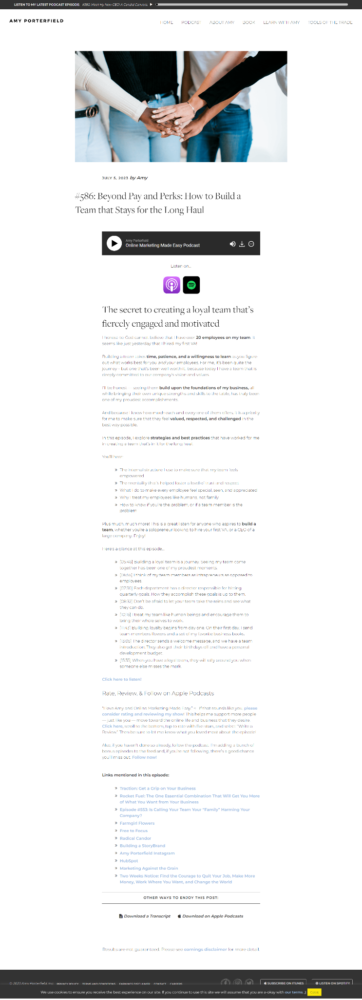 LISTEN TO MY LATEST PODCAST EPISODE: #590: Meet My New CEO! A Candid Convers
AMY PORTERFIELD
HOME PODCAST ABOUT AMY BOOK LEARN WITH AMY TOOLS OF THE TRADE
JULY 5, 2023 by Amy
#586: Beyond Pay and Perks: How to Build a
Team that Stays for the Long Haul
Amy Porterfield
Online Marketing Made Easy Podcast
Listen on...
The secret to creating a loyal team that's
fiercely engaged and motivated
I honest-to-God cannot believe that I have over 20 employees on my team. It
seems like just yesterday that I hired my first VA!
Building a team takes time, patience, and a willingness to learn as you figure
out what works best for you and your employees. For me, it's been quite the
journey – but one that's been well worth it, because today I have a team that is
deeply committed to our company's vision and values.
I'll be honest — seeing them build upon the foundations of my business, all
while bringing their own unique strengths and skills to the table, has truly been
one of my proudest accomplishments.
And because I know how much each and every one of them offers, it is a priority
for me to make sure that they feel valued, respected, and challenged in the
best way possible.
In this episode, I explore strategies and best practices that have worked for me
in creating a team that's in it for the long haul.
You'll hear:
» The internal structure I use to make sure that my team feels
empowered
» The mentality that's helped foster a level of trust and respect
» What I do to make every employee feel special, seen, and appreciated
» Why I treat my employees like humans, not family
» How to know if you're the problem, or if a team member is the
problem
Plus much, much more! This is a great listen for anyone who aspires to build a
team, whether you're a solopreneur looking to hire your first VA, or a CEO of a
large company. Enjoy!
Here's a glance at this episode...
» [05:46] Building a loyal team is a journey. Seeing my team come
together has been one of my proudest moments.
» [06:55] I think of my team members as intrapreneurs as opposed to
employees.
» [07:30] Each department has a director responsible for hitting
quarterly goals. How they accomplish these goals is up to them.
» [08:32] Don't be afraid to let your team take the reins and see what
they can do.
» [10:16] I treat my team like human beings and encourage them to
bring their whole selves to work.
» [11:43] Building loyalty begins from day one. On their first day, I send
team members flowers and a set of my favorite business books.
» [13:05] The director sends a welcome message, and we have a team
introduction. They also get their birthdays off and have a personal
development budget.
» [15:35] When you have a loyal team, they will rally around you when
someone else misses the mark.
Click here to listen!
Rate, Review, & Follow on Apple Podcasts
“I love Amy and Online Marketing Made Easy.” <– If that sounds like you, please
consider rating and reviewing my show! This helps me support more people
— just like you — move toward the online life and business that they desire.
Click here, scroll to the bottom, tap to rate with five stars, and select “Write a
Review.” Then be sure to let me know what you loved most about the episode!
Also, if you haven't done so already, follow the podcast. I'm adding a bunch of
bonus episodes to the feed and, if you're not following, there's a good chance
you'll miss out. Follow now!
Links mentioned in this episode:
» Traction: Get a Grip on Your Business
» Rocket Fuel: The One Essential Combination That Will Get You More
of What You Want from Your Business
» Episode #553: Is Calling Your Team Your “Family” Harming Your
Company?
» Farmgirl Flowers
» Free to Focus
» Radical Candor
» Building a StoryBrand
» Amy Porterfield Instagram
» HubSpot
» Marketing Against the Grain
» Two Weeks Notice: Find the Courage to Quit Your Job, Make More
Money, Work Where You Want, and Change the World
OTHER WAYS TO ENJOY THIS POST:
Download a Transcript Download on Apple Podcasts
Results are not guaranteed. Please see earnings disclaimer for more detail.
© 2023 Amy Porterfield, Inc. PRIVACY POLICY TERMS AND CONDITIONS EARNINGS DISCLAIMER CONTACT CAREERS
SUBSCRIBE ON ITUNES LISTEN ON SPOTIFY
We use cookies to ensure you receive the best experience on our site. If you continue to use this site we will assume that you are a-okay with our terms. ;) Got it